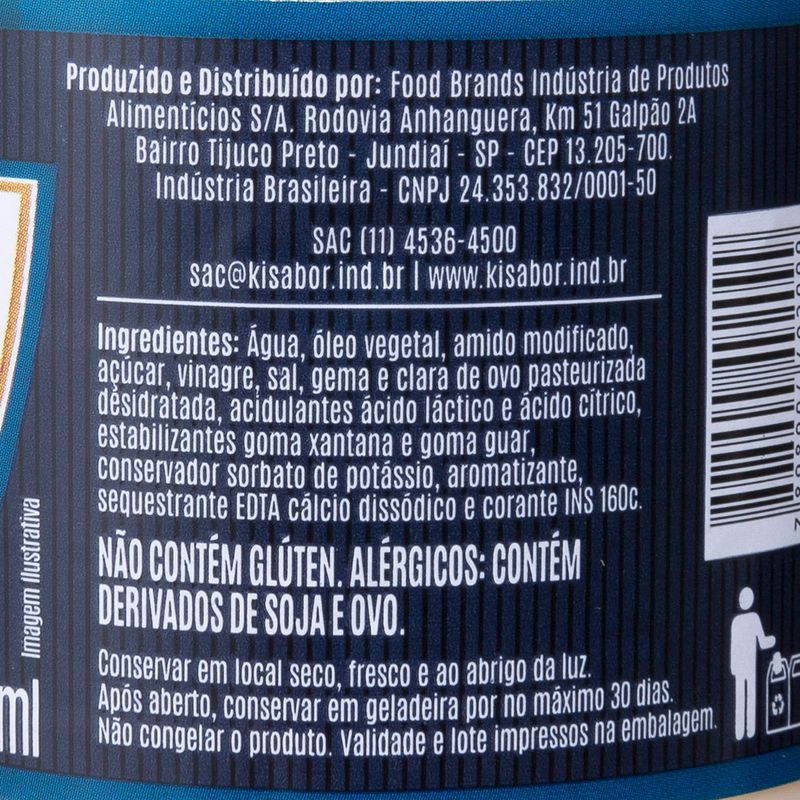 Produzido e Distribuído por: Food Brands Indústria de Produtos
Alimentícios S/A. Rodovia Anhanguera, Km 51 Galpão 2A
Bairro Tijuco Preto - Jundiaí - SP - CEP 13.205-700.
Indústria Brasileira - CNPJ 24.353.832/0001-50
SAC (11) 4536-4500
sac@kisabor.ind.br | www.kisabor.ind.br
Ingredientes: Água, óleo vegetal, amido modificado,
açúcar, vinagre, sal, gema e clara de ovo pasteurizada
desidratada, acidulantes ácido láctico e ácido cítrico,
estabilizantes goma xantana e goma guar,
conservador sorbato de potássio, aromatizante,
sequestrante EDTA cálcio dissódico e corante INS 160c.
NÃO CONTÉM GLÚTEN. ALÉRGICOS: CONTÉM
DERIVADOS DE SOJA E OVO.
Conservar em local seco, fresco e ao abrigo da luz.
Após aberto, conservar em geladeira por no máximo 30 dias.
Não congelar o produto. Validade e lote impressos na embalagem.
Imagem Ilustrativa
ml